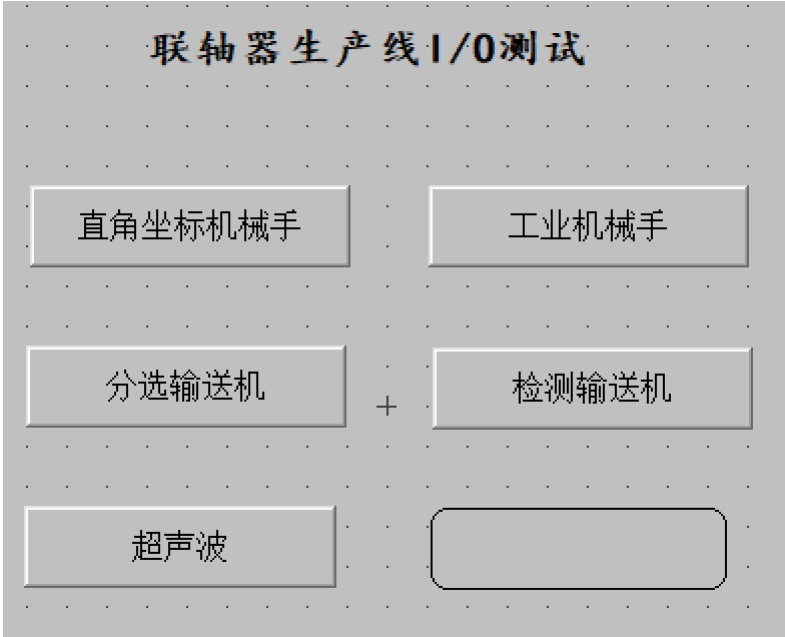 联轴器生产线I/O测试
直角坐标机械手
工业机械手
分选输送机
检测输送机
超声波